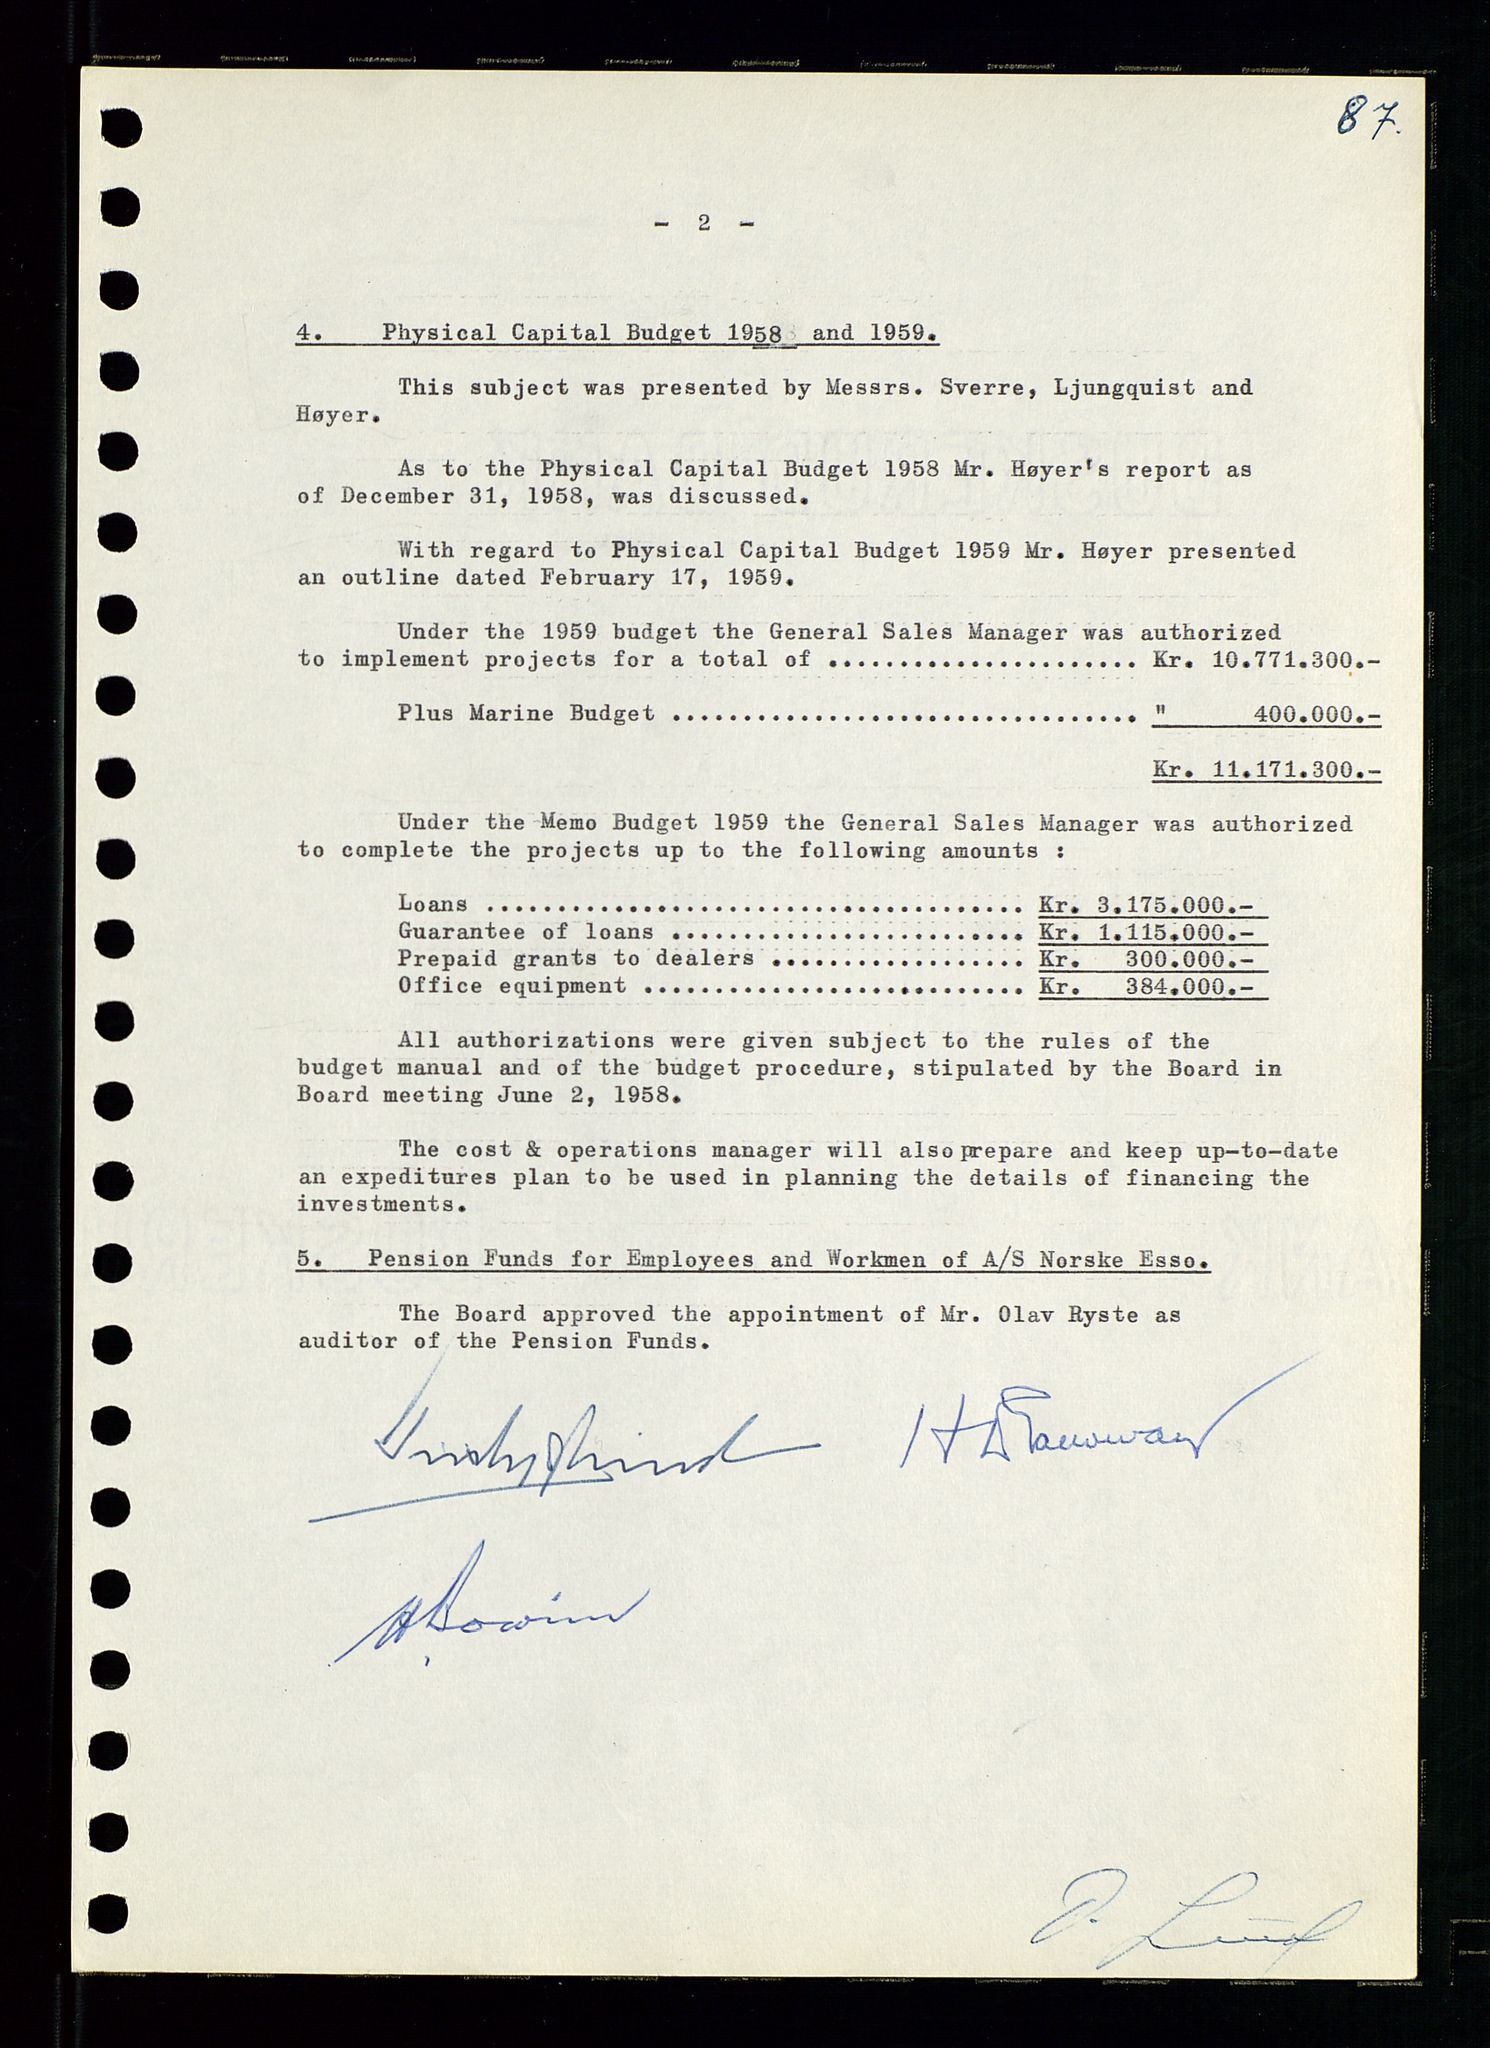 87.
- 2 -
4. Physical Capital Budget 1958 and 1959.
This subject was presented by Messrs. Sverre, Ljungquist and
Høyer.
As to the Physical Capital Budget 1958 Mr. Høyer's report as
of December 31, 1958, was discussed.
With regard to Physical Capital Budget 1959 Mr. Høyer presented
an outline dated February 17, 1959.
Under the 1959 budget the General Sales Manager was authorized
to implement projects for a total of ...................... Kr. 10.771.300.-
Plus Marine Budget ................................. " 400.000.-
Kr. 11.171.300.-
Under the Memo Budget 1959 the General Sales Manager was authorized
to complete the projects up to the following amounts :
Loans ...................................... Kr. 3.175.000.-
Guarantee of loans ......................... Kr. 1.115.000.-
Prepaid grants to dealers .................. Kr. 300.000.-
Office equipment ........................... Kr. 384.000.-
All authorizations were given subject to the rules of the
budget manual and of the budget procedure, stipulated by the Board in
Board meeting June 2, 1958.
The cost & operations manager will also prepare and keep up-to-date
an expeditures plan to be used in planning the details of financing the
investments.
5. Pension Funds for Employees and Workmen of A/S Norske Esso.
The Board approved the appointment of Mr. Olav Ryste as
auditor of the Pension Funds.